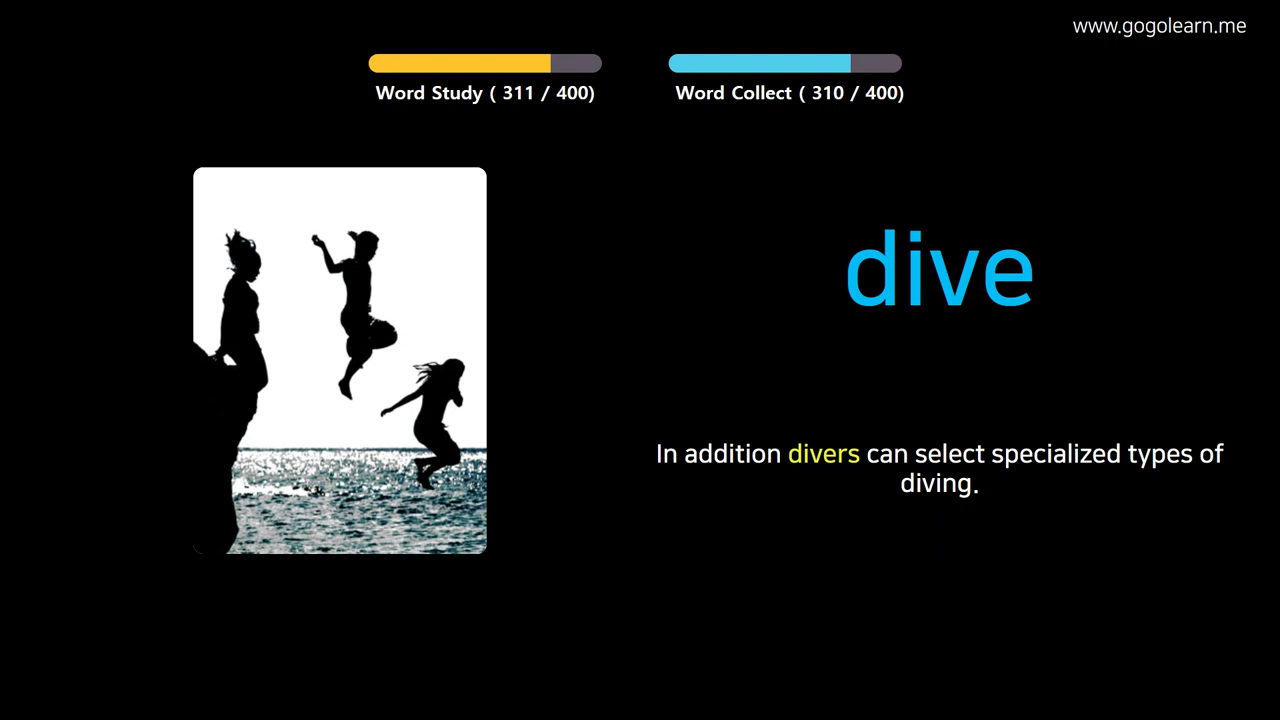 www.gogolearn.me
Word Study ( 311 / 400)
Word Collect ( 310 / 400)
dive
In addition divers can select specialized types of
diving.